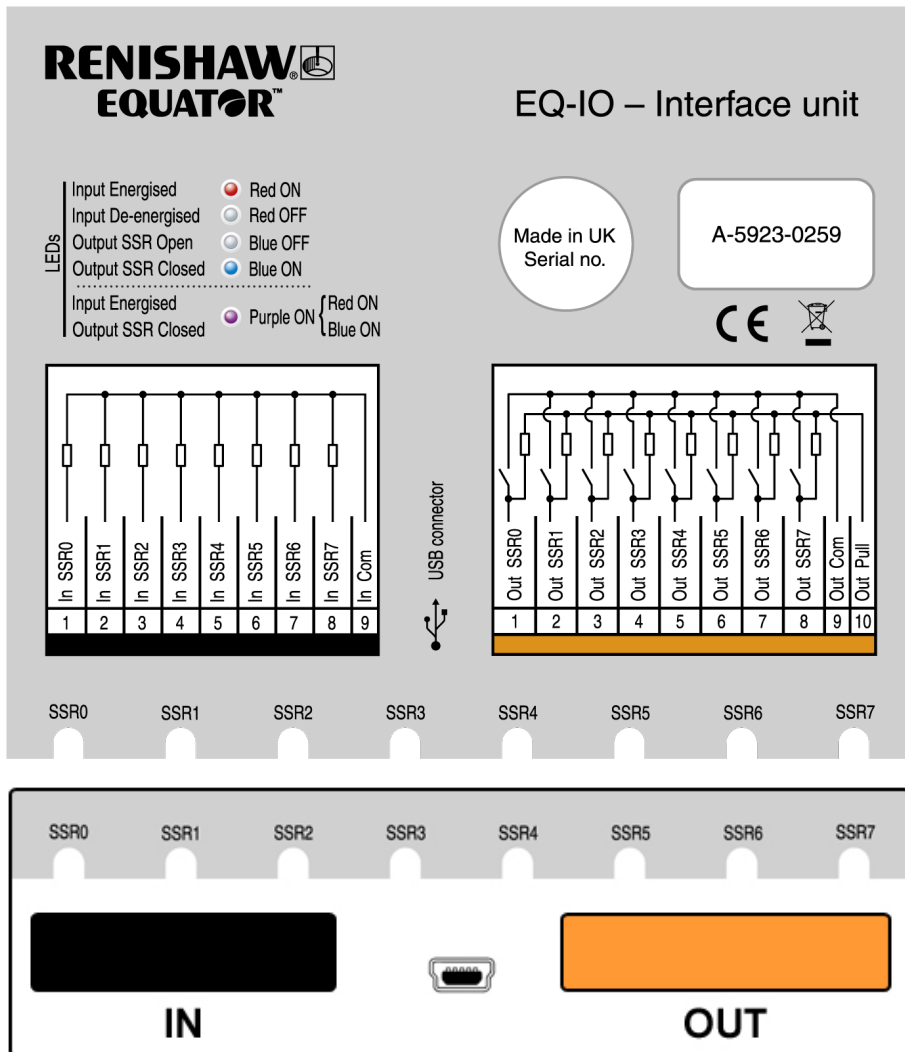 RENISHAW®
EQUATOR™
EQ-IO – Interface unit
LEDs
Input Energised Red ON
Input De-energised Red OFF
Output SSR Open Blue OFF
Output SSR Closed Blue ON
Input Energised
Output SSR Closed
Purple ON { Red ON
Blue ON
Made in UK
Serial no.
A-5923-0259
CE
In SSR0
In SSR1
In SSR2
In SSR3
In SSR4
In SSR5
In SSR6
In SSR7
In Com
1 2 3 4 5 6 7 8 9
USB connector
Out SSR0
Out SSR1
Out SSR2
Out SSR3
Out SSR4
Out SSR5
Out SSR6
Out SSR7
Out Com
Out Pull
1 2 3 4 5 6 7 8 9 10
SSR0 SSR1 SSR2 SSR3 SSR4 SSR5 SSR6 SSR7
SSR0 SSR1 SSR2 SSR3 SSR4 SSR5 SSR6 SSR7
IN
OUT